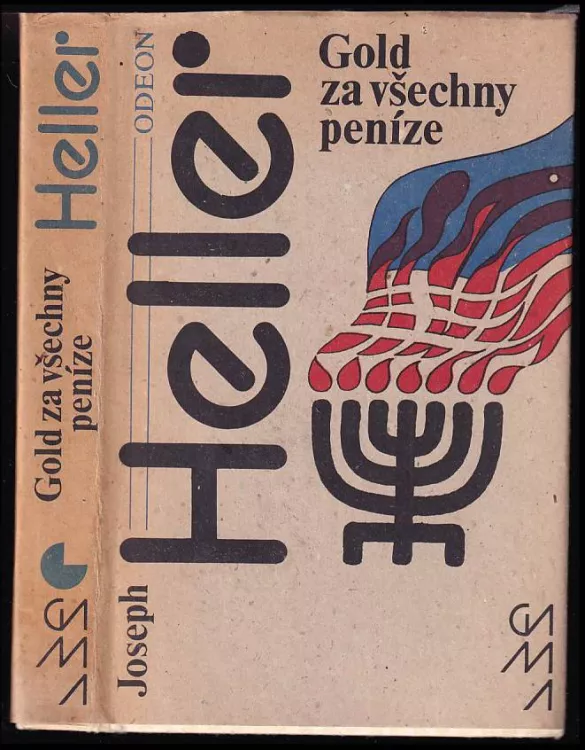 Heller
Gold za všechny
peníze
ODEON
Joseph
Heller
Gold
za všechny
peníze